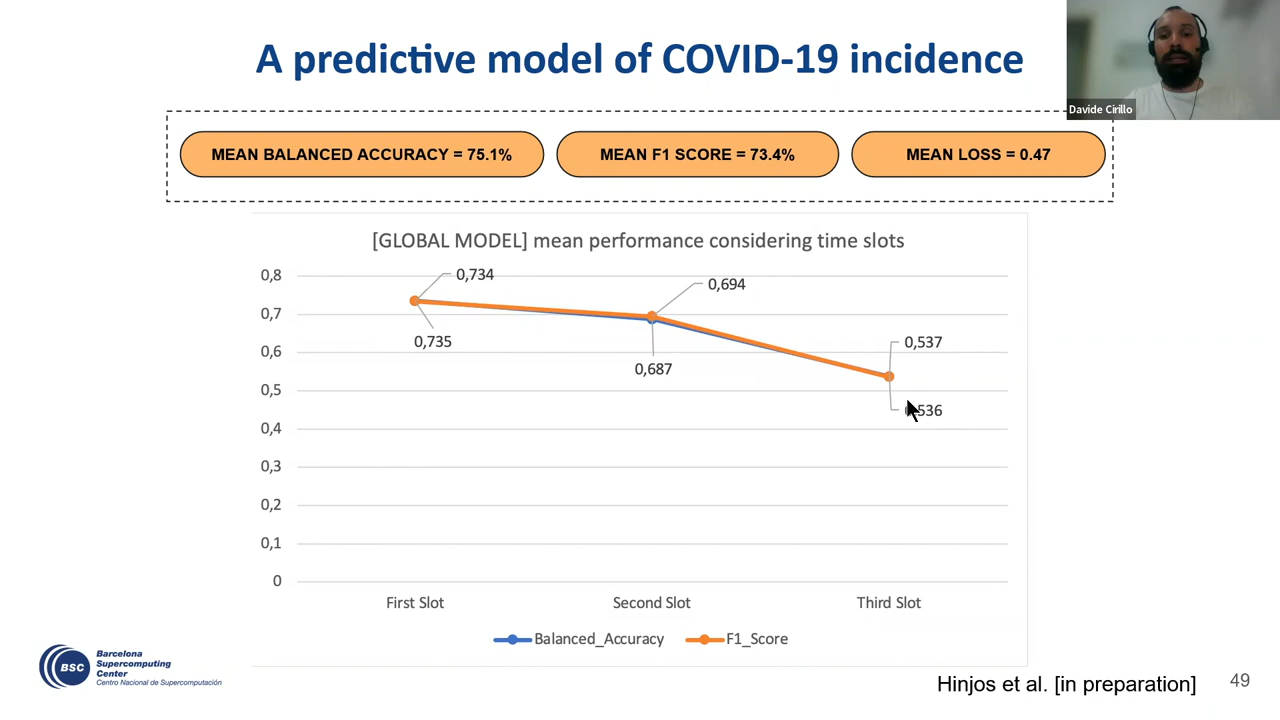 A predictive model of COVID-19 incidence
Davide Cirillo
MEAN BALANCED ACCURACY = 75.1%
MEAN F1 SCORE = 73.4%
MEAN LOSS = 0.47
[GLOBAL MODEL] mean performance considering time slots
0,8
0,7
0,6
0,5
0,4
0,3
0,2
0,1
0
0,734
0,735
0,694
0,687
0,537
First Slot
Second Slot
Third Slot
Balanced_Accuracy
F1_Score
BSC
Barcelona
Supercomputing
Center
Centro Nacional de Supercomputación
Hinjos et al. [in preparation]
49